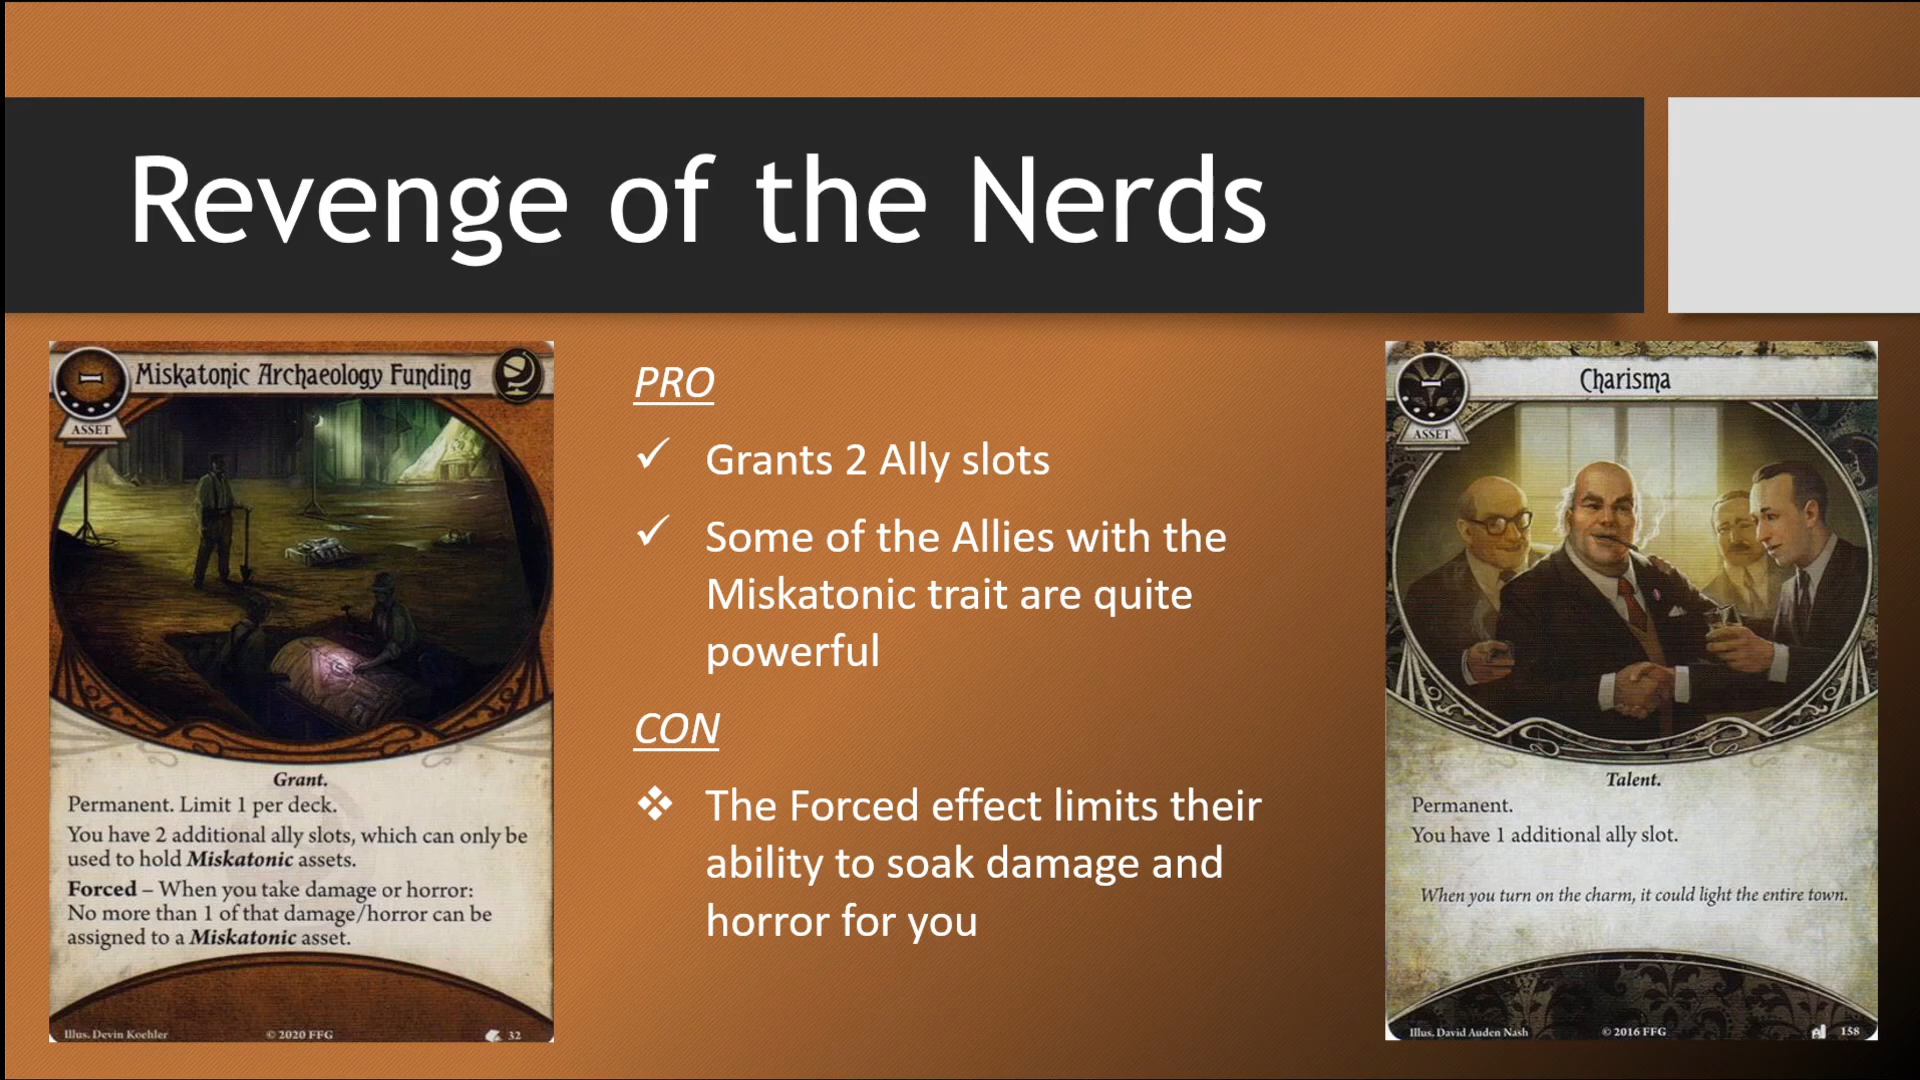 Revenge of the Nerds
Miskatonic Archaeology Funding
ASSET
Grant.
Permanent. Limit 1 per deck.
You have 2 additional ally slots, which can only be
used to hold Miskatonic assets.
Forced – When you take damage or horror:
No more than 1 of that damage/horror can be
assigned to a Miskatonic asset.
Illus. Devin Koehler
© 2020 FFG
32
PRO
✓ Grants 2 Ally slots
✓ Some of the Allies with the
Miskatonic trait are quite
powerful
CON
❖ The Forced effect limits their
ability to soak damage and
horror for you
Charisma
ASSET
Talent.
Permanent.
You have 1 additional ally slot.
When you turn on the charm, it could light the entire town.
Illus. David Auden Nash
© 2016 FFG
158